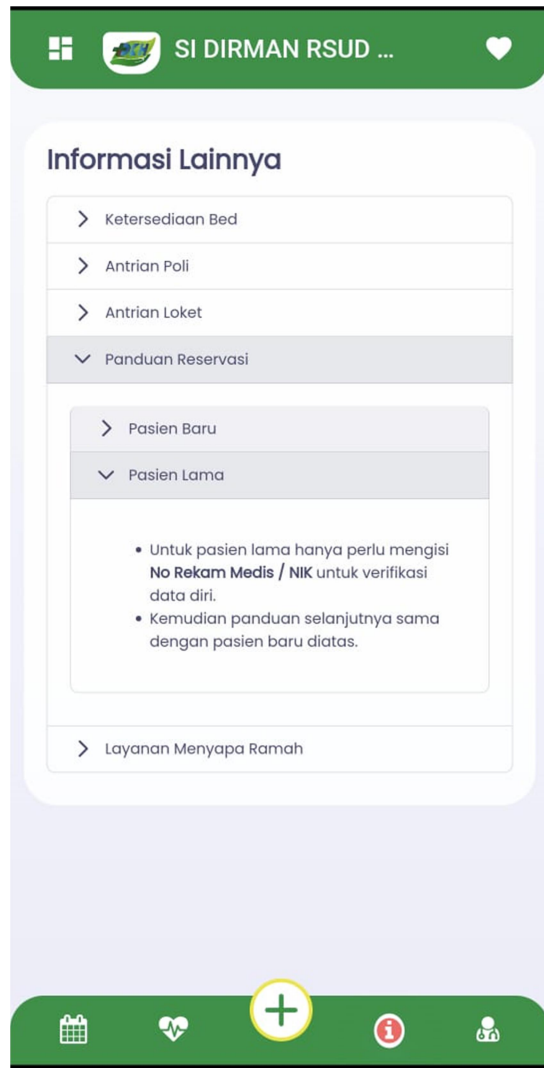 SI DIRMAN RSUD ...
Informasi Lainnya
Ketersediaan Bed
Antrian Poli
Antrian Loket
Panduan Reservasi
Pasien Baru
Pasien Lama
Untuk pasien lama hanya perlu mengisi
No Rekam Medis / NIK untuk verifikasi
data diri.
Kemudian panduan selanjutnya sama
dengan pasien baru diatas.
Layanan Menyapa Ramah